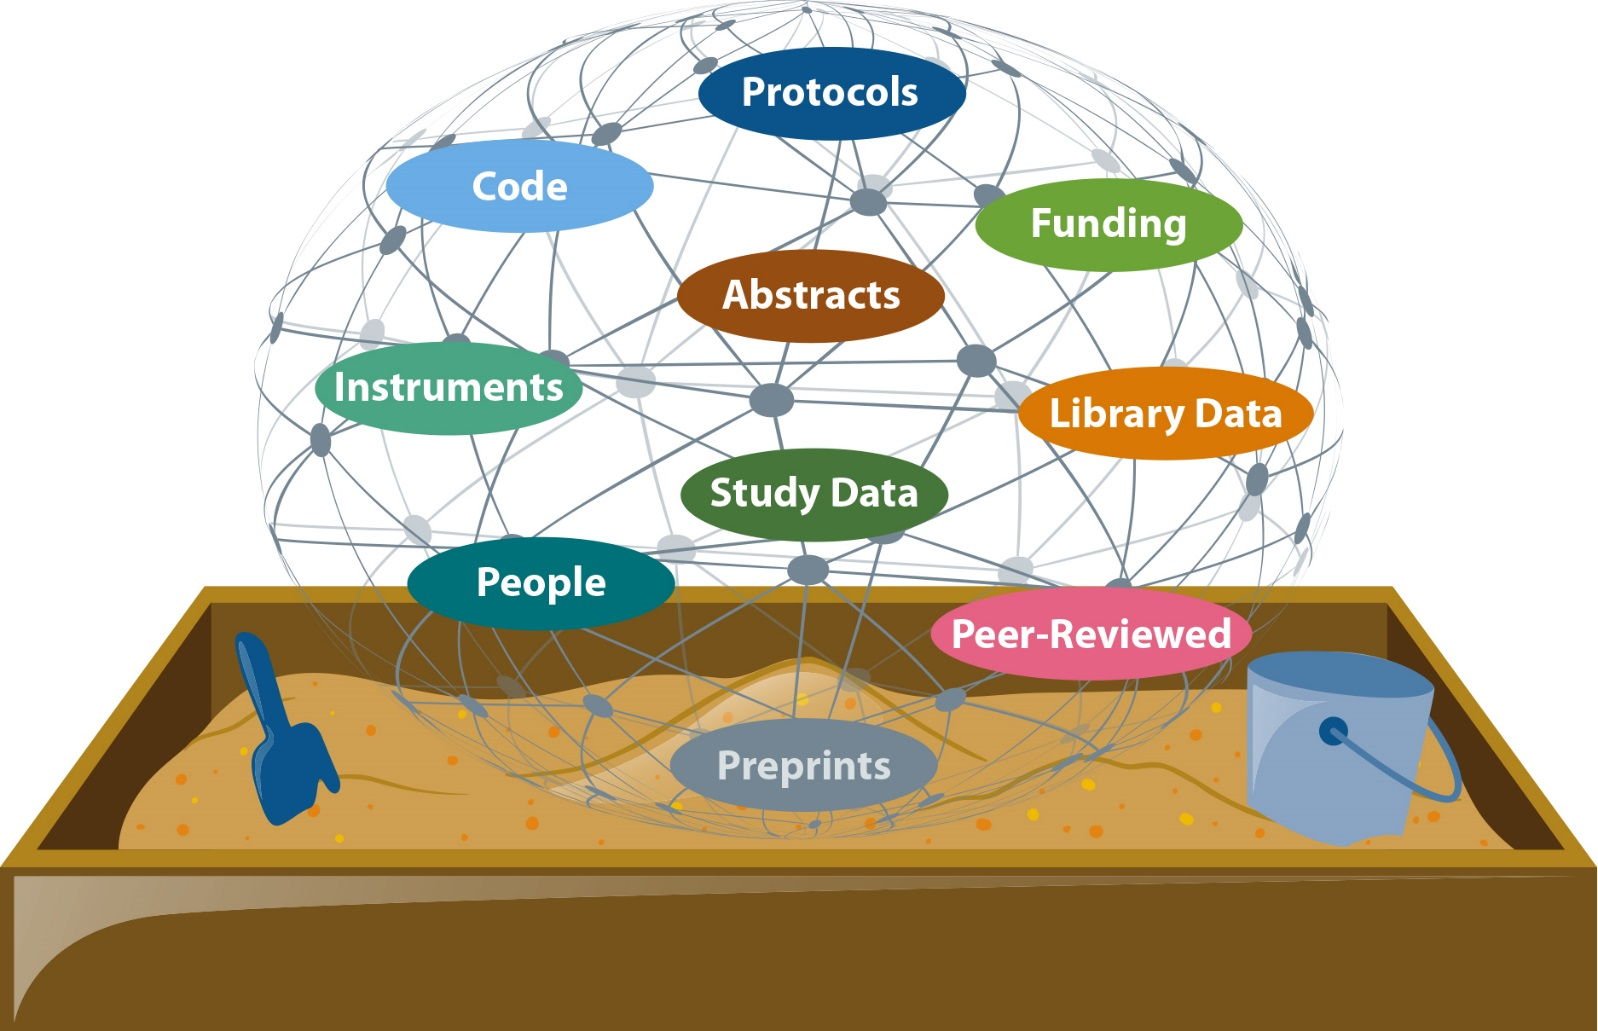 Protocols
Code
Funding
Abstracts
Instruments
Library Data
Study Data
People
Peer-Reviewed
Preprints